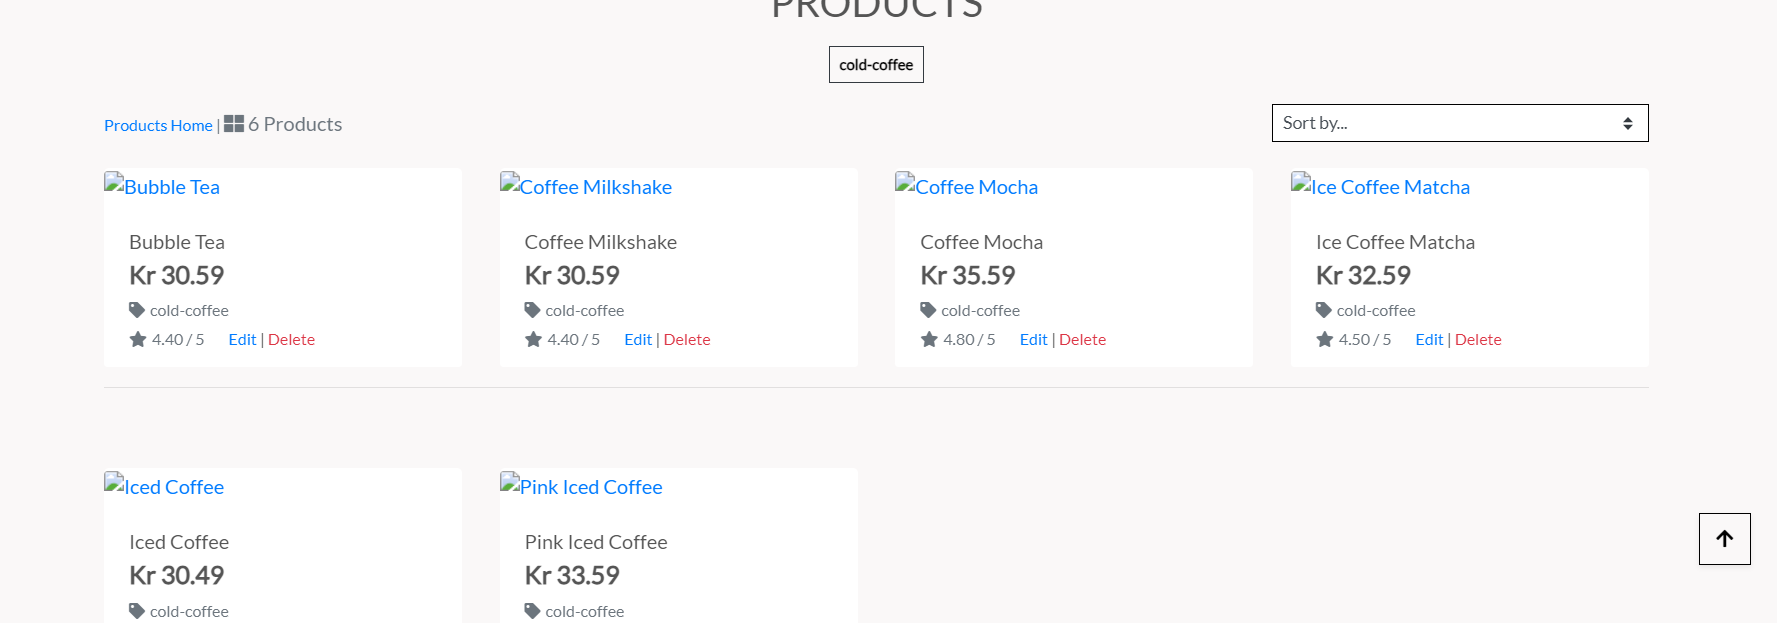 PRODUCTS
cold-coffee
Products Home | 6 Products
Sort by...
Bubble Tea
Coffee Milkshake
Coffee Mocha
Ice Coffee Matcha
Bubble Tea
Kr 30.59
cold-coffee
4.40 / 5 Edit | Delete
Coffee Milkshake
Kr 30.59
cold-coffee
4.40 / 5 Edit | Delete
Coffee Mocha
Kr 35.59
cold-coffee
4.80 / 5 Edit | Delete
Ice Coffee Matcha
Kr 32.59
cold-coffee
4.50 / 5 Edit | Delete
Iced Coffee
Pink Iced Coffee
Iced Coffee
Kr 30.49
cold-coffee
Pink Iced Coffee
Kr 33.59
cold-coffee